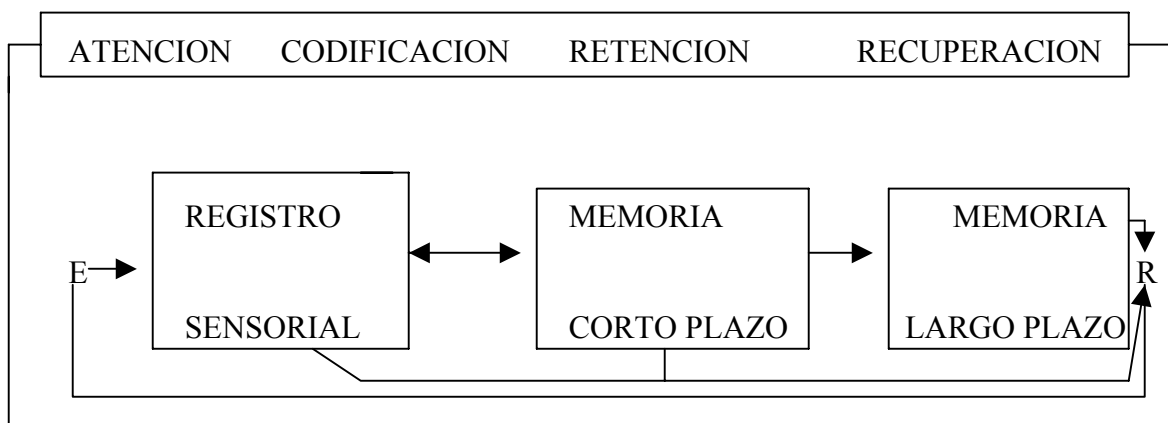 ATENCION CODIFICACION RETENCION RECUPERACION
REGISTRO
SENSORIAL
MEMORIA
CORTO PLAZO
MEMORIA
LARGO PLAZO
E
R